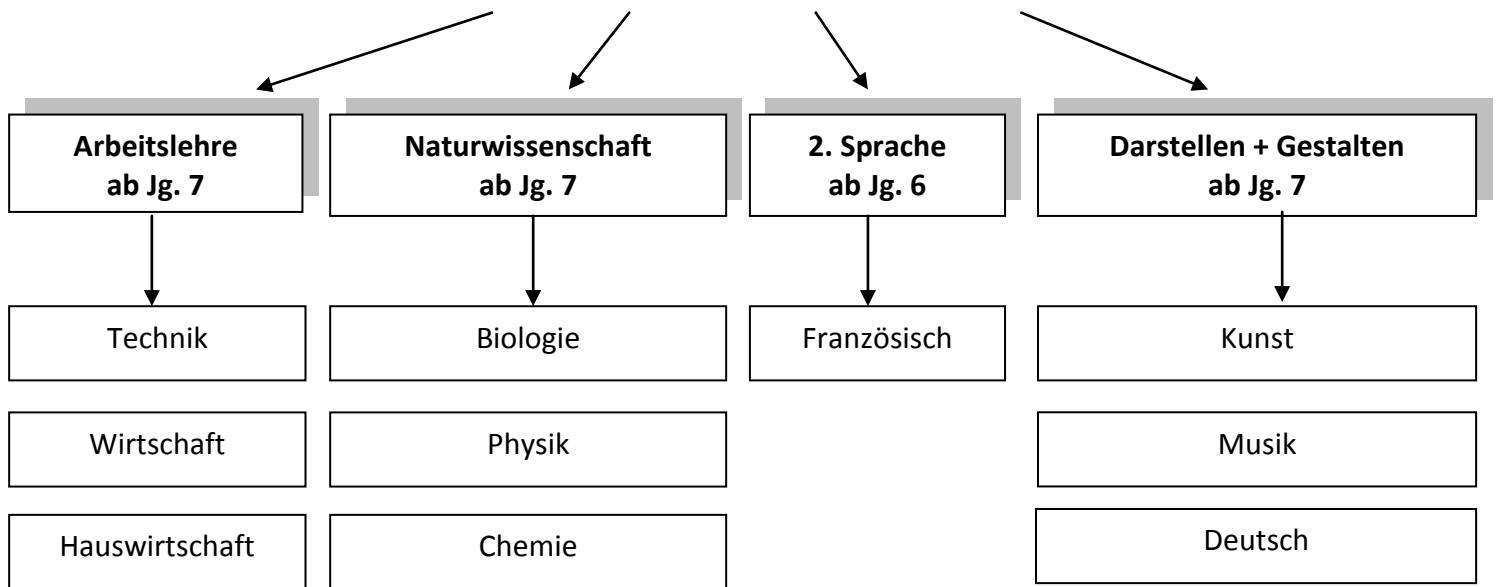 Arbeitslehre
ab Jg. 7
Naturwissenschaft
ab Jg. 7
2. Sprache
ab Jg. 6
Darstellen + Gestalten
ab Jg. 7
Technik
Biologie
Französisch
Kunst
Wirtschaft
Physik
Musik
Hauswirtschaft
Chemie
Deutsch